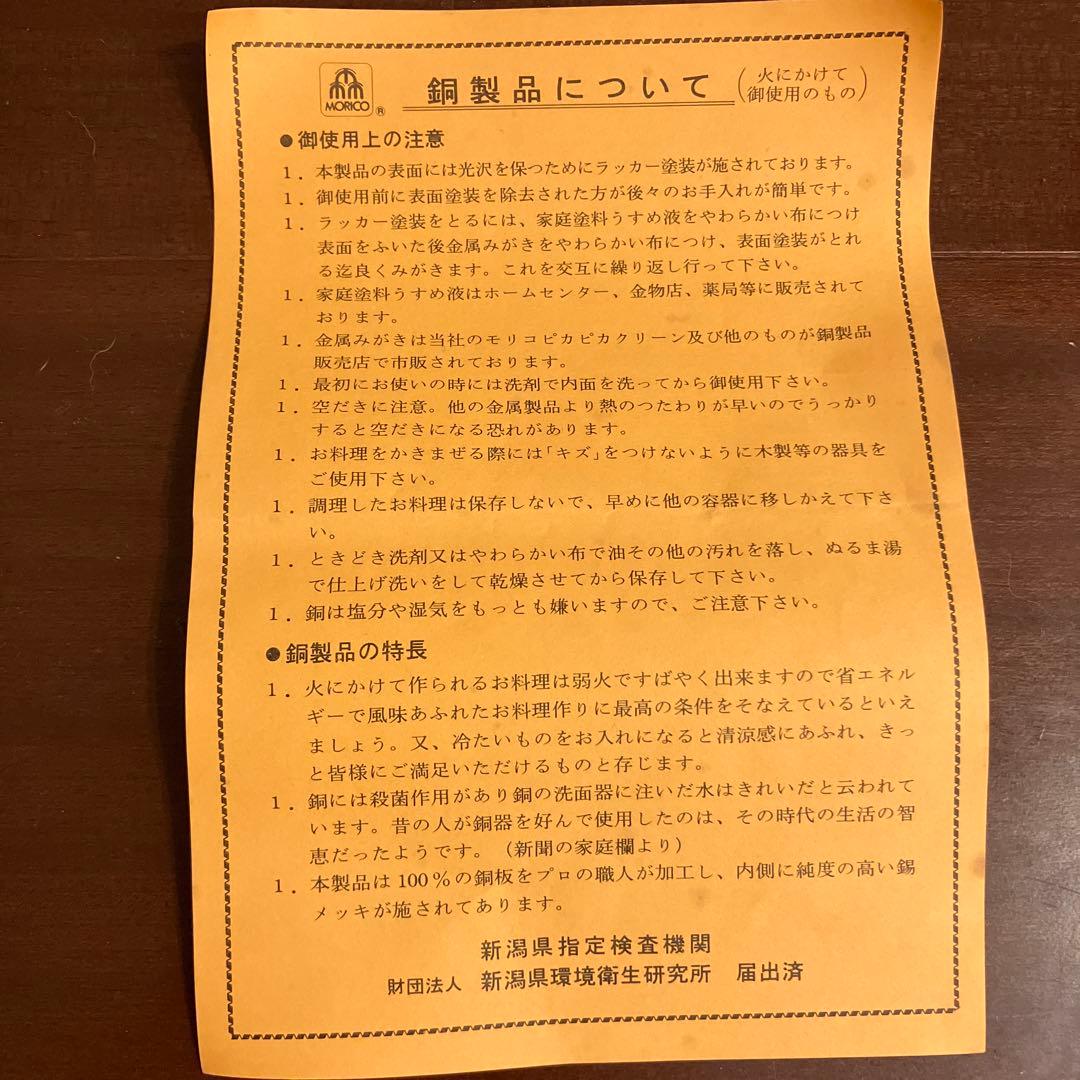 MORICO®
銅製品について(火にかけて
御使用のもの)
●御使用上の注意
1．本製品の表面には光沢を保つためにラッカー塗装が施されております。
1．御使用前に表面塗装を除去された方が後々のお手入れが簡単です。
1．ラッカー塗装をとるには、家庭塗料うすめ液をやわらかい布につけ
表面をふいた後金属みがきをやわらかい布につけ、表面塗装がとれ
る迄良くみがきます。これを交互に繰り返し行って下さい。
1．家庭塗料うすめ液はホームセンター、金物店、薬局等に販売されて
おります。
1．金属みがきは当社のモリコピカピカクリーン及び他のものが銅製品
販売店で市販されております。
1．最初にお使いの時には洗剤で内面を洗ってから御使用下さい。
1．空だきに注意。他の金属製品より熱のつたわりが早いのでうっかり
すると空だきになる恐れがあります。
1．お料理をかきまぜる際には「キズ」をつけないように木製等の器具を
ご使用下さい。
1．調理したお料理は保存しないで、早めに他の容器に移しかえて下さ
い。
1．ときどき洗剤又はやわらかい布で油その他の汚れを落し、ぬるま湯
で仕上げ洗いをして乾燥させてから保存して下さい。
1．銅は塩分や湿気をもっとも嫌いますので、ご注意下さい。
●銅製品の特長
1．火にかけて作られるお料理は弱火ですばやく出来ますので省エネル
ギーで風味あふれたお料理作りに最高の条件をそなえているといえ
ましょう。又、冷たいものをお入れになると清涼感にあふれ、きっ
と皆様にご満足いただけるものと存じます。
1．銅には殺菌作用があり銅の洗面器に注いだ水はきれいだと云われて
います。昔の人が銅器を好んで使用したのは、その時代の生活の智
恵だったようです。（新聞の家庭欄より）
1．本製品は100％の銅板をプロの職人が加工し、内側に純度の高い錫
メッキが施されてあります。
新潟県指定検査機関
財団法人 新潟県環境衛生研究所 届出済